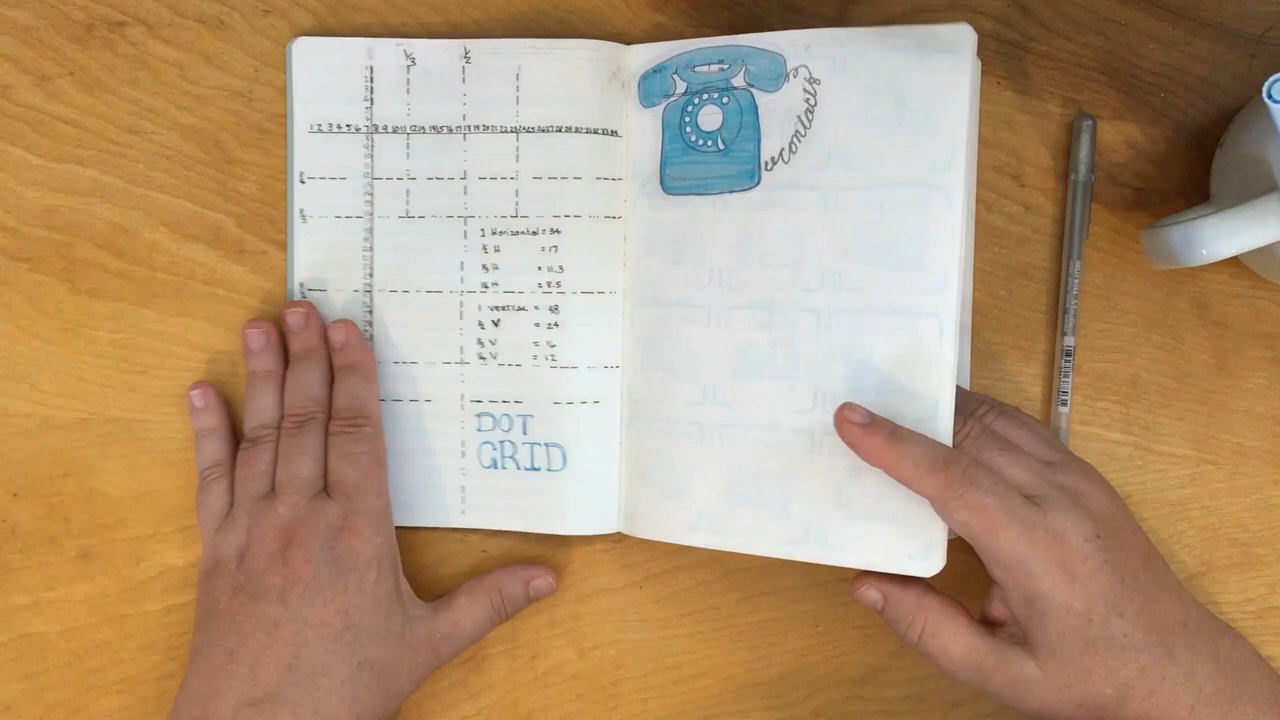 1/3 1/2
1 2 3 4 5 6 7 8 9 10 11 12 13 14 15 16 17 18 19 20 21 22 23 24 25 26 27 28 29 30 31 32 33 34
1 Horizontal = 34
1/2 H = 17
1/3 H = 11.3
1/4 H = 8.5
1 VERTICAL = 48
1/2 V = 24
1/3 V = 16
1/4 V = 12
DOT
GRID
contacts